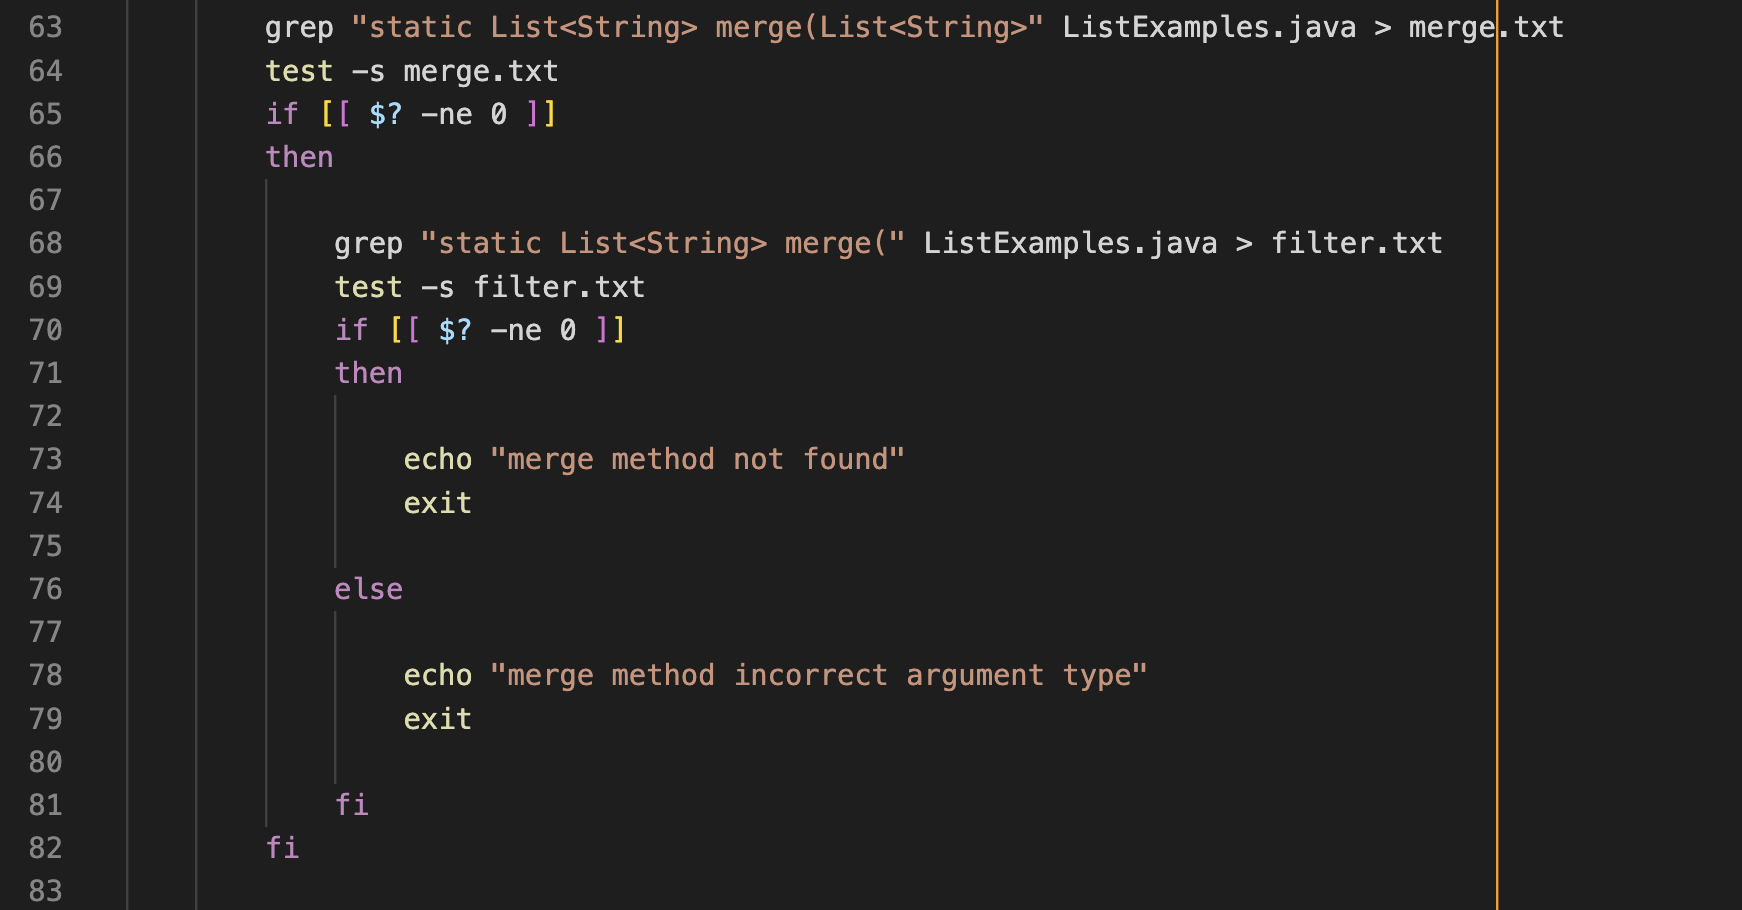 63 grep "static List<String> merge(List<String>" ListExamples.java > merge.txt
64 test -s merge.txt
65 if [[ $? -ne 0 ]]
66 then
67
68 grep "static List<String> merge(" ListExamples.java > filter.txt
69 test -s filter.txt
70 if [[ $? -ne 0 ]]
71 then
72
73 echo "merge method not found"
74 exit
75
76 else
77
78 echo "merge method incorrect argument type"
79 exit
80
81 fi
82 fi
83